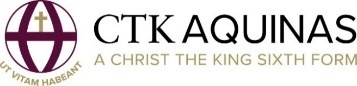 CTK AQUINAS
A CHRIST THE KING SIXTH FORM
UT VITAM HABEANT